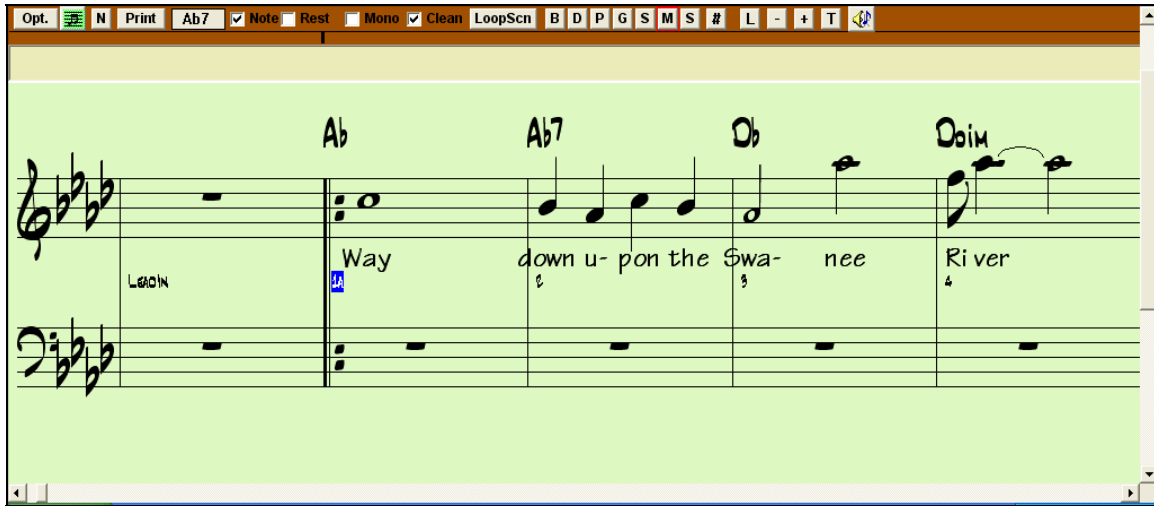 Opt. N Print Ab7 Note Rest Mono Clean LoopScn B D P G S M S # L - + T
Ab Ab7 Db Ddim
Way down u- pon the Swa- nee Ri ver
Leadin 1A 2 3 4